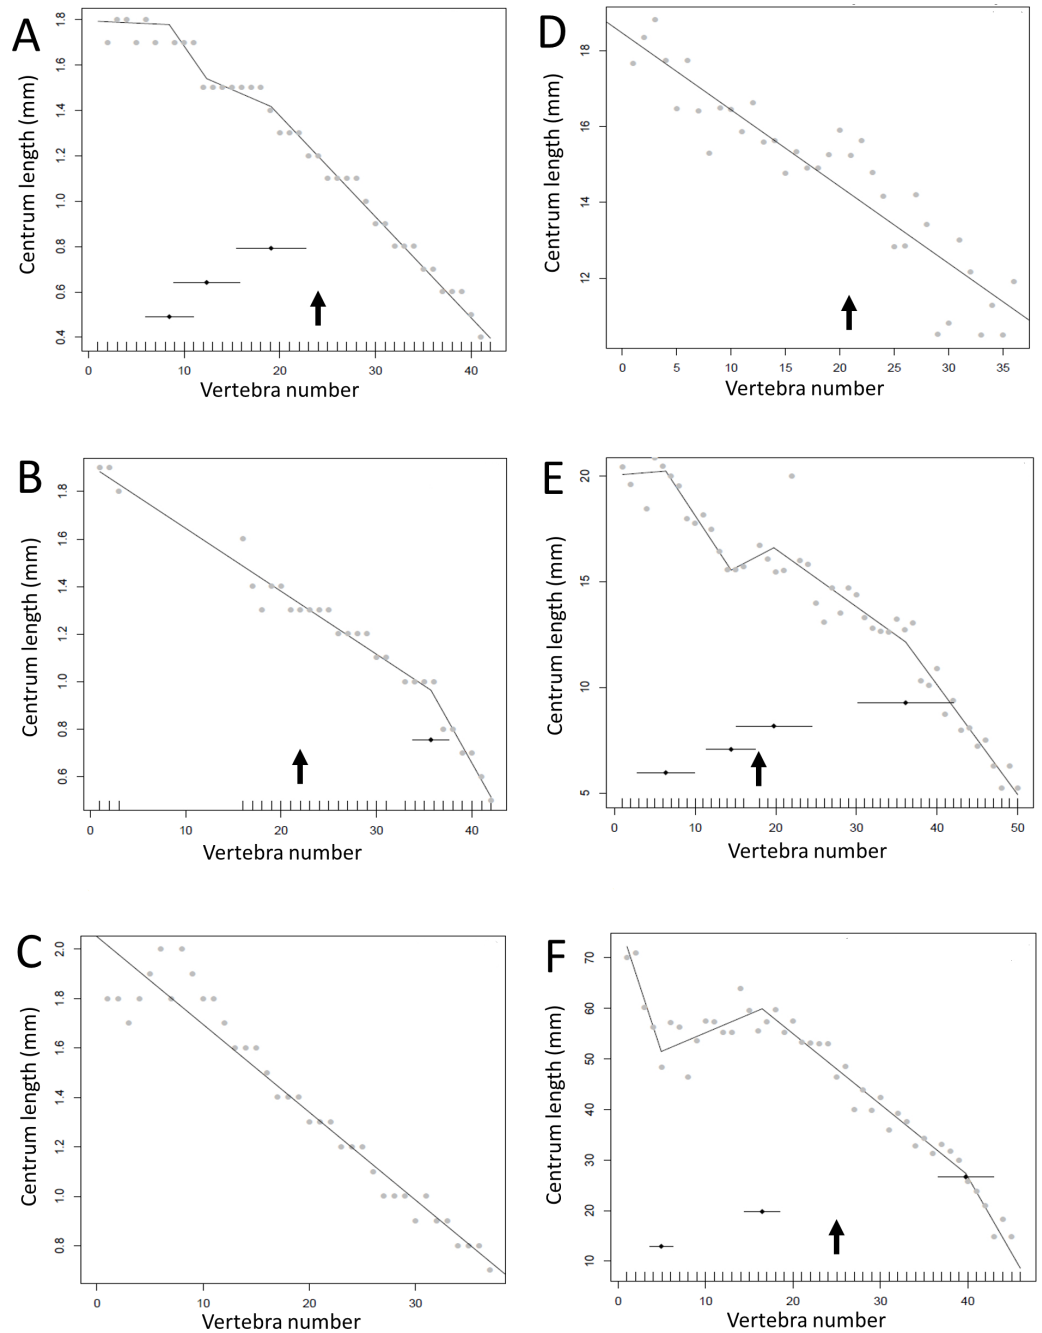 A
Centrum length (mm)
0.4 0.6 0.8 1.0 1.2 1.4 1.6 1.8
0 10 20 30 40
Vertebra number
D
Centrum length (mm)
12 14 16 18
0 5 10 15 20 25 30 35
Vertebra number
B
Centrum length (mm)
0.6 0.8 1.0 1.2 1.4 1.6 1.8
0 10 20 30 40
Vertebra number
E
Centrum length (mm)
5 10 15 20
0 10 20 30 40 50
Vertebra number
C
Centrum length (mm)
0.8 1.0 1.2 1.4 1.6 1.8 2.0
0 10 20 30
Vertebra number
F
Centrum length (mm)
10 20 30 40 50 60 70
0 10 20 30 40
Vertebra number